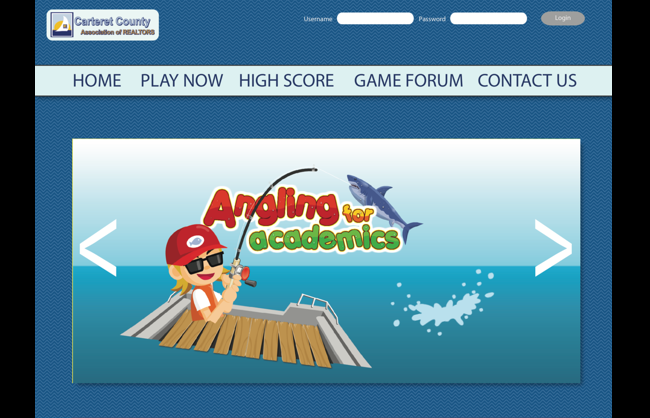 Carteret County
Association of REALTORS
Username
Password
Login
HOME PLAY NOW HIGH SCORE GAME FORUM CONTACT US
Angling for
academics